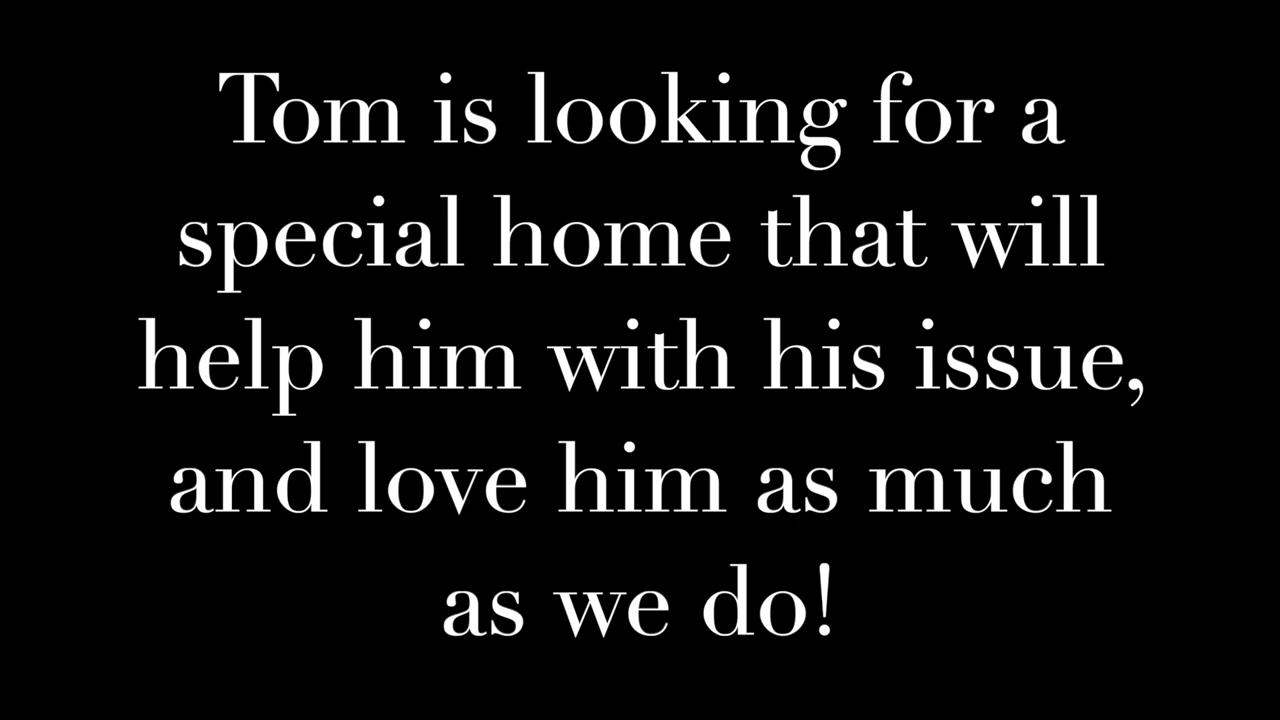 Tom is looking for a
special home that will
help him with his issue,
and love him as much
as we do!